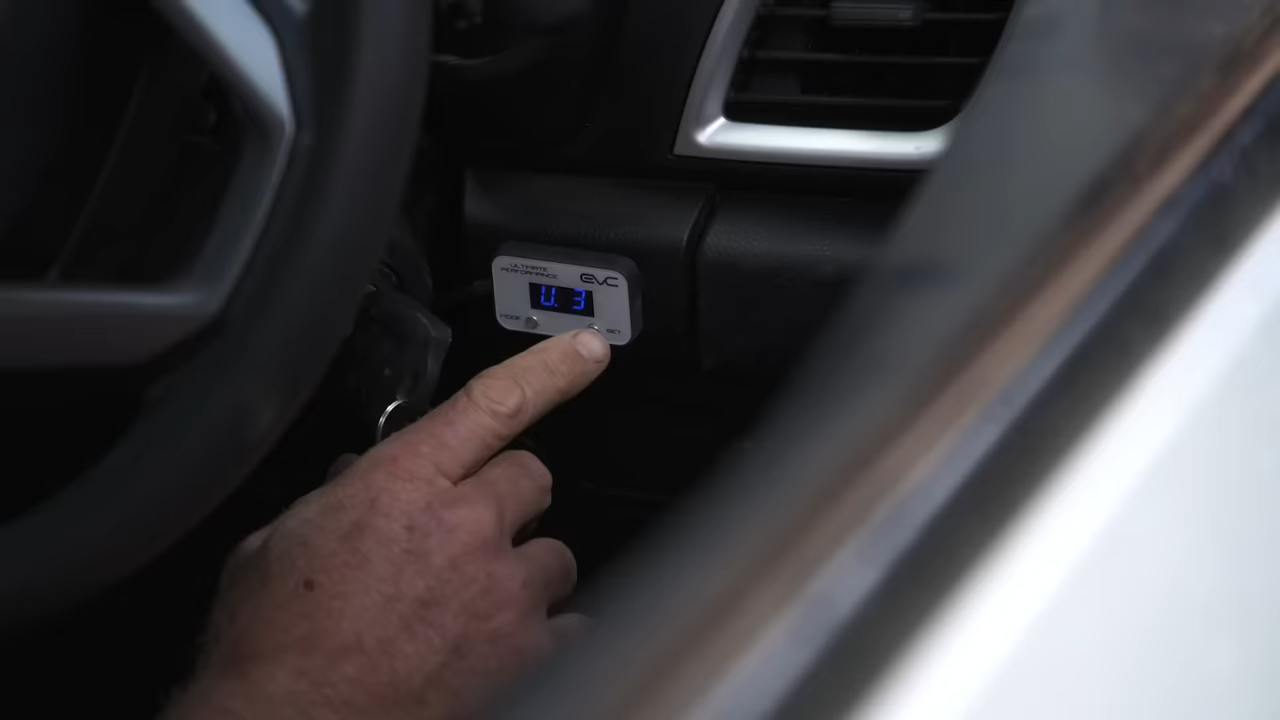 ULTIMATE
PERFORMANCE
EVC
U. 3
MODE
SET